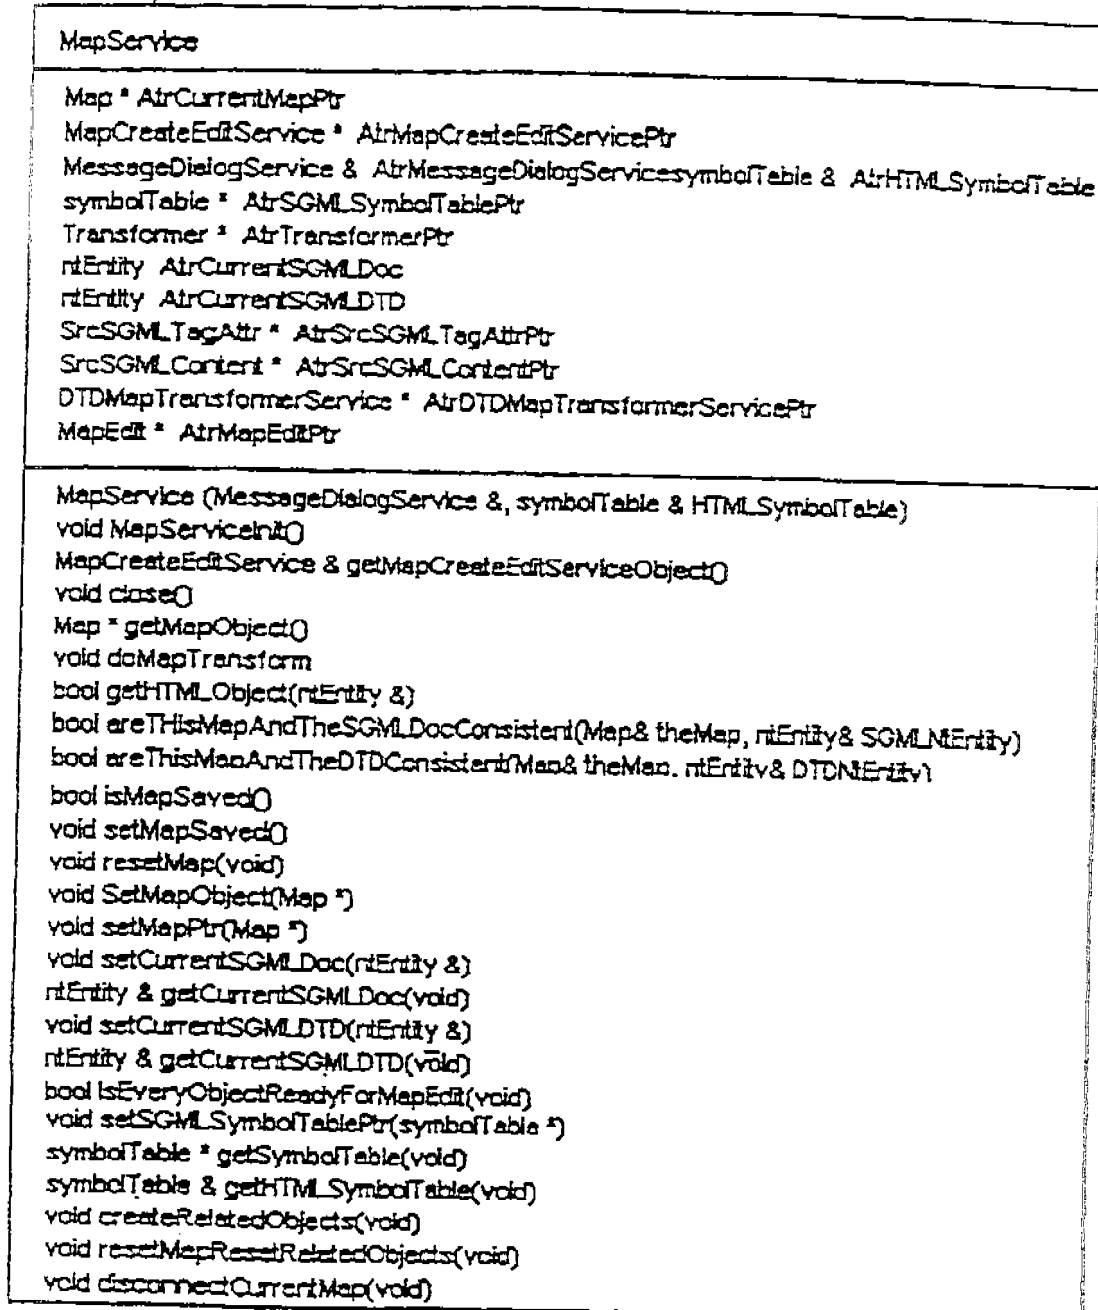 MapService
Map * AtrCurrentMapPtr
MapCreateEditService * AtrMapCreateEditServicePtr
MessageDialogService & AtrMessageDialogServicesymbolTable & AtrHTMLSymbolTable
symbolTable * AtrSGMLSymbolTablePtr
Transformer * AtrTransformerPtr
ntEntity AtrCurrentSGMLDoc
ntEntity AtrCurrentSGMLDTD
SrcSGMLTagAttr * AtrSrcSGMLTagAttrPtr
SrcSGMLContent * AtrSrcSGMLContentPtr
DTDMapTransformerService * AtrDTDMapTransformerServicePtr
MapEdit * AtrMapEditPtr
MapService (MessageDialogService &, symbolTable & HTMLSymbolTable)
void MapServiceInit()
MapCreateEditService & getMapCreateEditServiceObject()
void close()
Map * getMapObject()
void doMapTransform
bool getHTMLObject(ntEntity &)
bool areTHisMapAndTheSGMLDocConsistent(Map& theMap, ntEntity& SGMLNtEntity)
bool areThisMapAndTheDTDConsistent(Map& theMap, ntEntity& DTDNtEntity)
bool isMapSaved()
void setMapSaved()
void resetMap(void)
void SetMapObject(Map *)
void setMapPtr(Map *)
void setCurrentSGMLDoc(ntEntity &)
ntEntity & getCurrentSGMLDoc(void)
void setCurrentSGMLDTD(ntEntity &)
ntEntity & getCurrentSGMLDTD(void)
bool IsEveryObjectReadyForMapEdit(void)
void setSGMLSymbolTablePtr(symbolTable *)
symbolTable * getSymbolTable(void)
symbolTable & getHTMLSymbolTable(void)
void createRelatedObjects(void)
void resetMapResetRelatedObjects(void)
void disconnectCurrentMap(void)